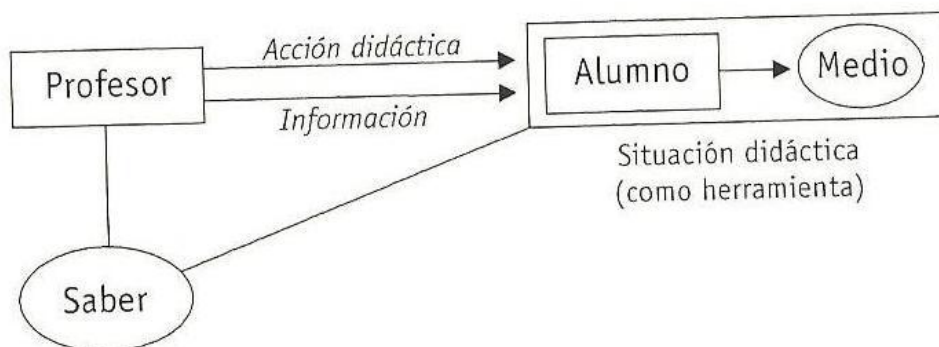 Acción didáctica
Profesor
Información
Alumno
Medio
Situación didáctica
(como herramienta)
Saber